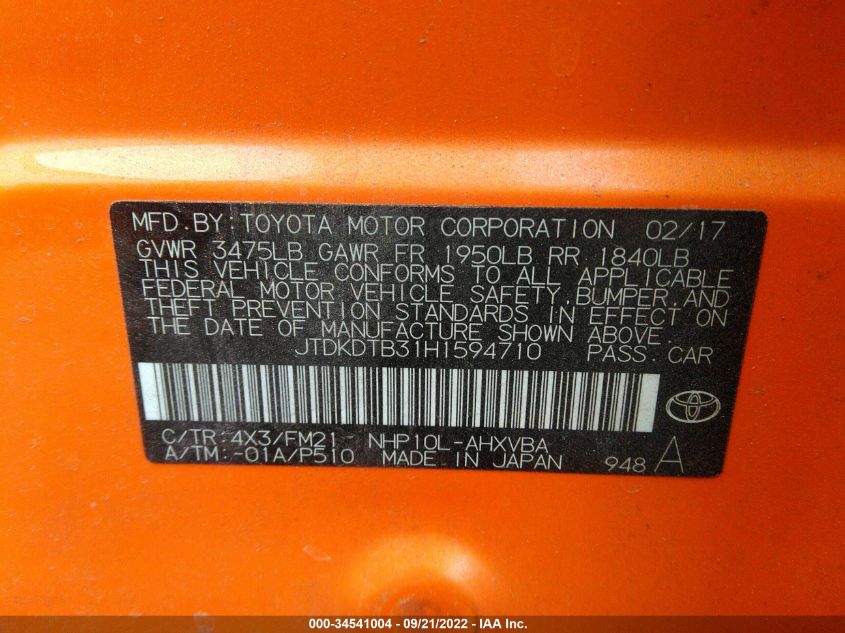 MFD.BY:TOYOTA MOTOR CORPORATION 02/17
GVWR 3475LB GAWR FR 1950LB RR 1840LB
THIS VEHICLE CONFORMS TO ALL APPLICABLE
FEDERAL MOTOR VEHICLE SAFETY,BUMPER,AND
THEFT PREVENTION STANDARDS IN EFFECT ON
THE DATE OF MANUFACTURE SHOWN ABOVE.
JTDKDTB31H1594710 PASS.CAR
C/TR:4X3/FM21 NHP10L-AHXVBA
A/TM:-01A/P510 MADE IN JAPAN 948 A
000-34541004 - 09/21/2022 - IAA Inc.